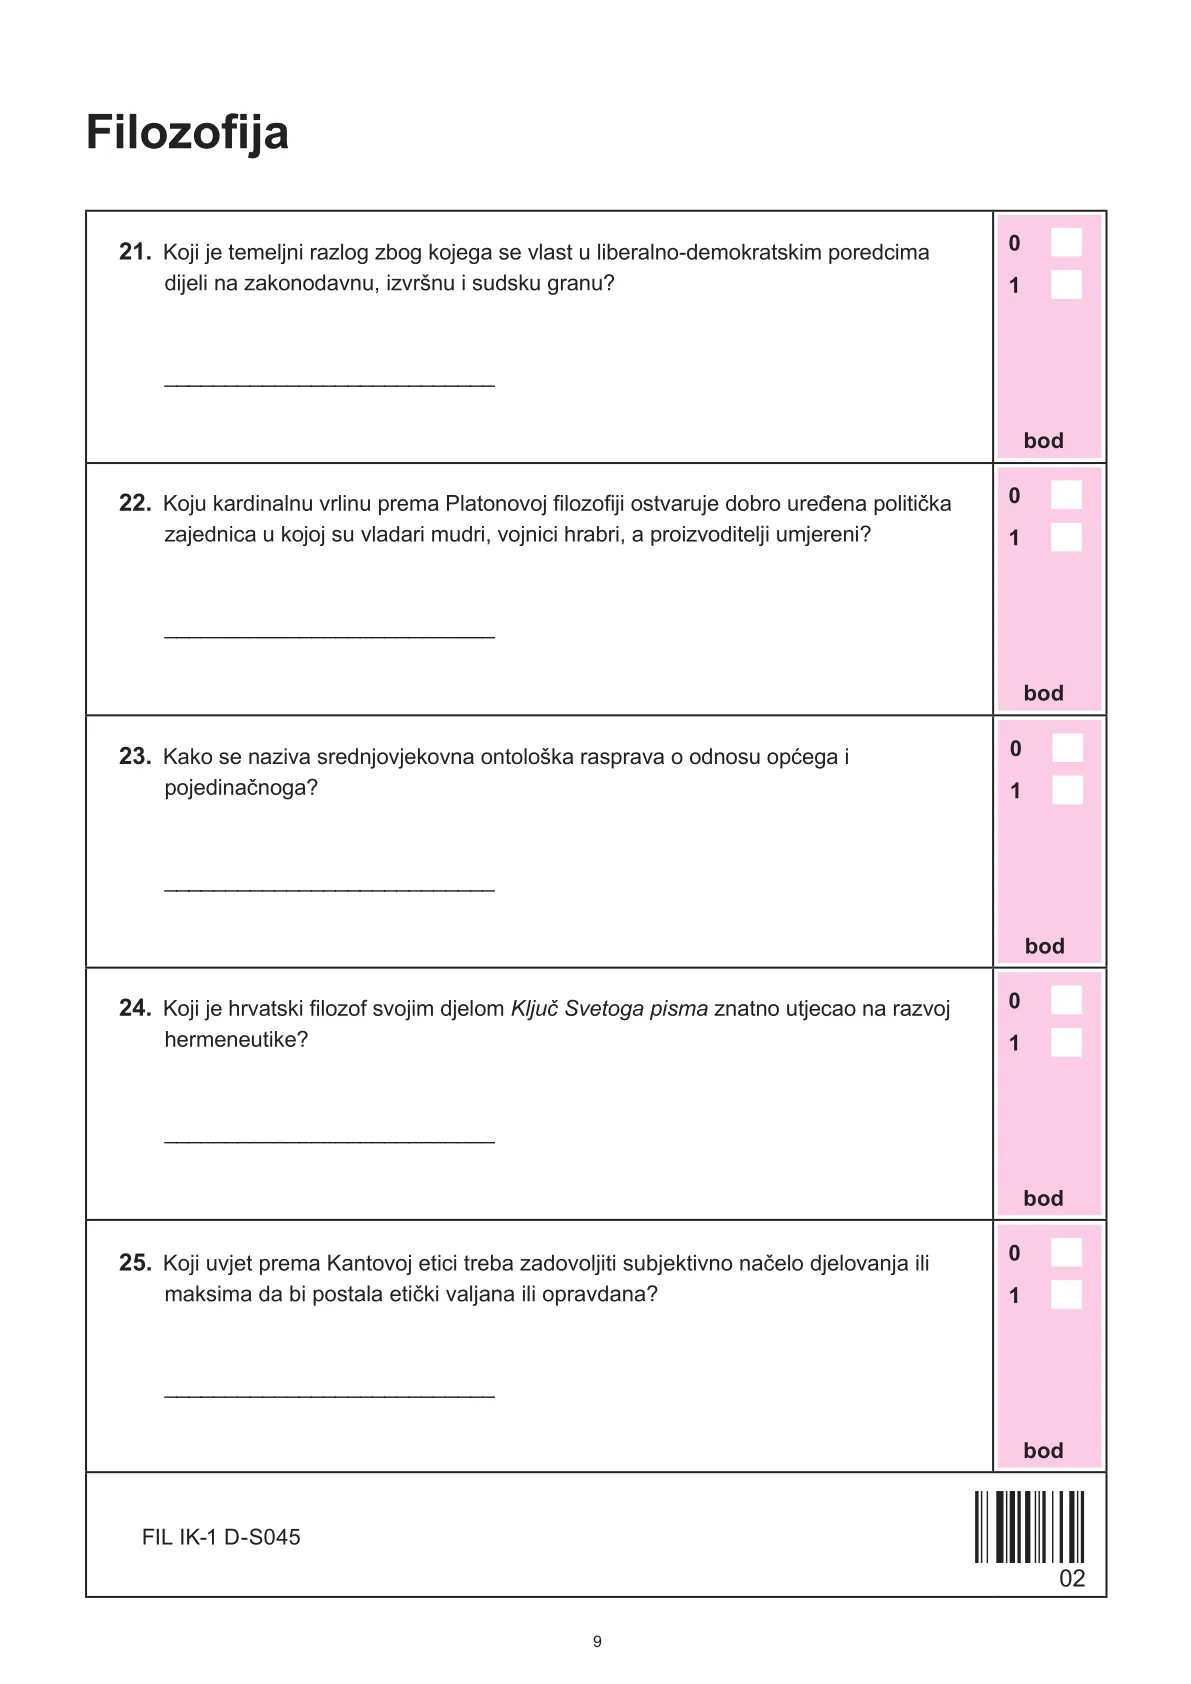 Filozofija
21. Koji je temeljni razlog zbog kojega se vlast u liberalno-demokratskim poredcima
dijeli na zakonodavnu, izvršnu i sudsku granu?
0
1
___________________________
bod
22. Koju kardinalnu vrlinu prema Platonovoj filozofiji ostvaruje dobro uređena politička
zajednica u kojoj su vladari mudri, vojnici hrabri, a proizvoditelji umjereni?
0
1
___________________________
bod
23. Kako se naziva srednjovjekovna ontološka rasprava o odnosu općega i
pojedinačnoga?
0
1
___________________________
bod
24. Koji je hrvatski filozof svojim djelom Ključ Svetoga pisma znatno utjecao na razvoj
hermeneutike?
0
1
___________________________
bod
25. Koji uvjet prema Kantovoj etici treba zadovoljiti subjektivno načelo djelovanja ili
maksima da bi postala etički valjana ili opravdana?
0
1
___________________________
bod
FIL IK-1 D-S045
02
9